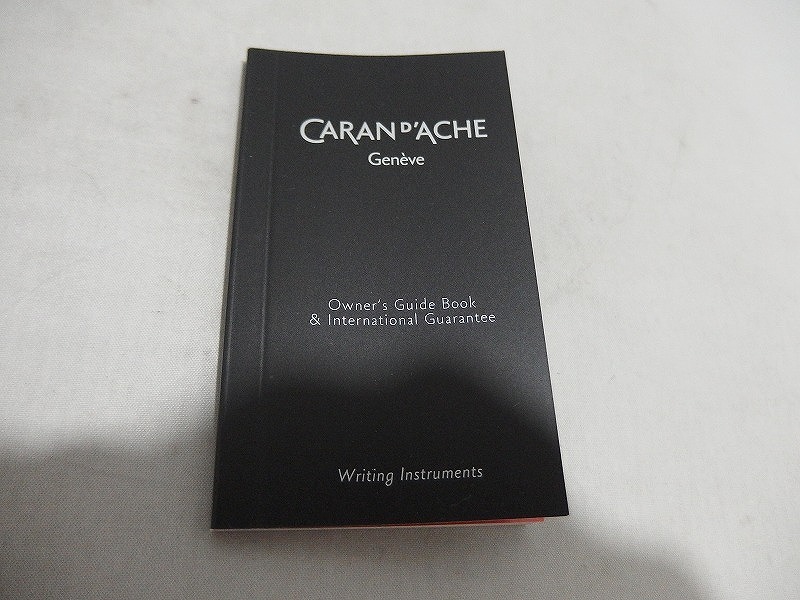 CARAN D'ACHE
Genève
Owner's Guide Book
& International Guarantee
Writing Instruments